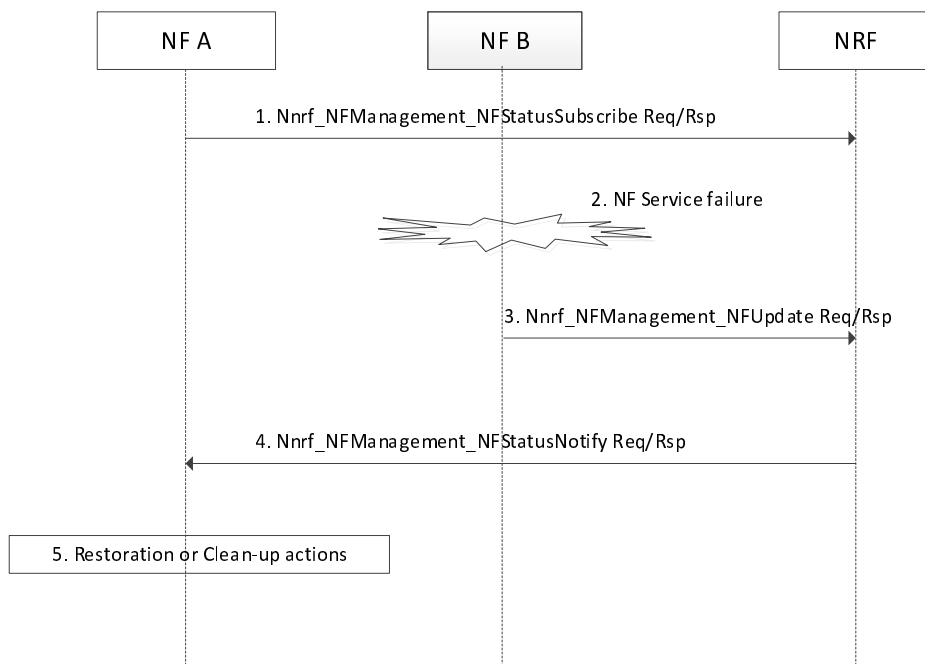 NF A
NF B
NRF
1. Nnrf_NFManagement_NFStatusSubscribe Req/Rsp
2. NF Service failure
3. Nnrf_NFManagement_NFUpdate Req/Rsp
4. Nnrf_NFManagement_NFStatusNotify Req/Rsp
5. Restoration or Clean-up actions